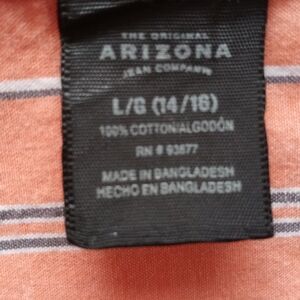 THE ORIGINAL
ARIZONA
JEAN COMPANY
L/G (14/16)
100% COTTON/ALGODÓN
RN # 93677
MADE IN BANGLADESH
HECHO EN BANGLADESH